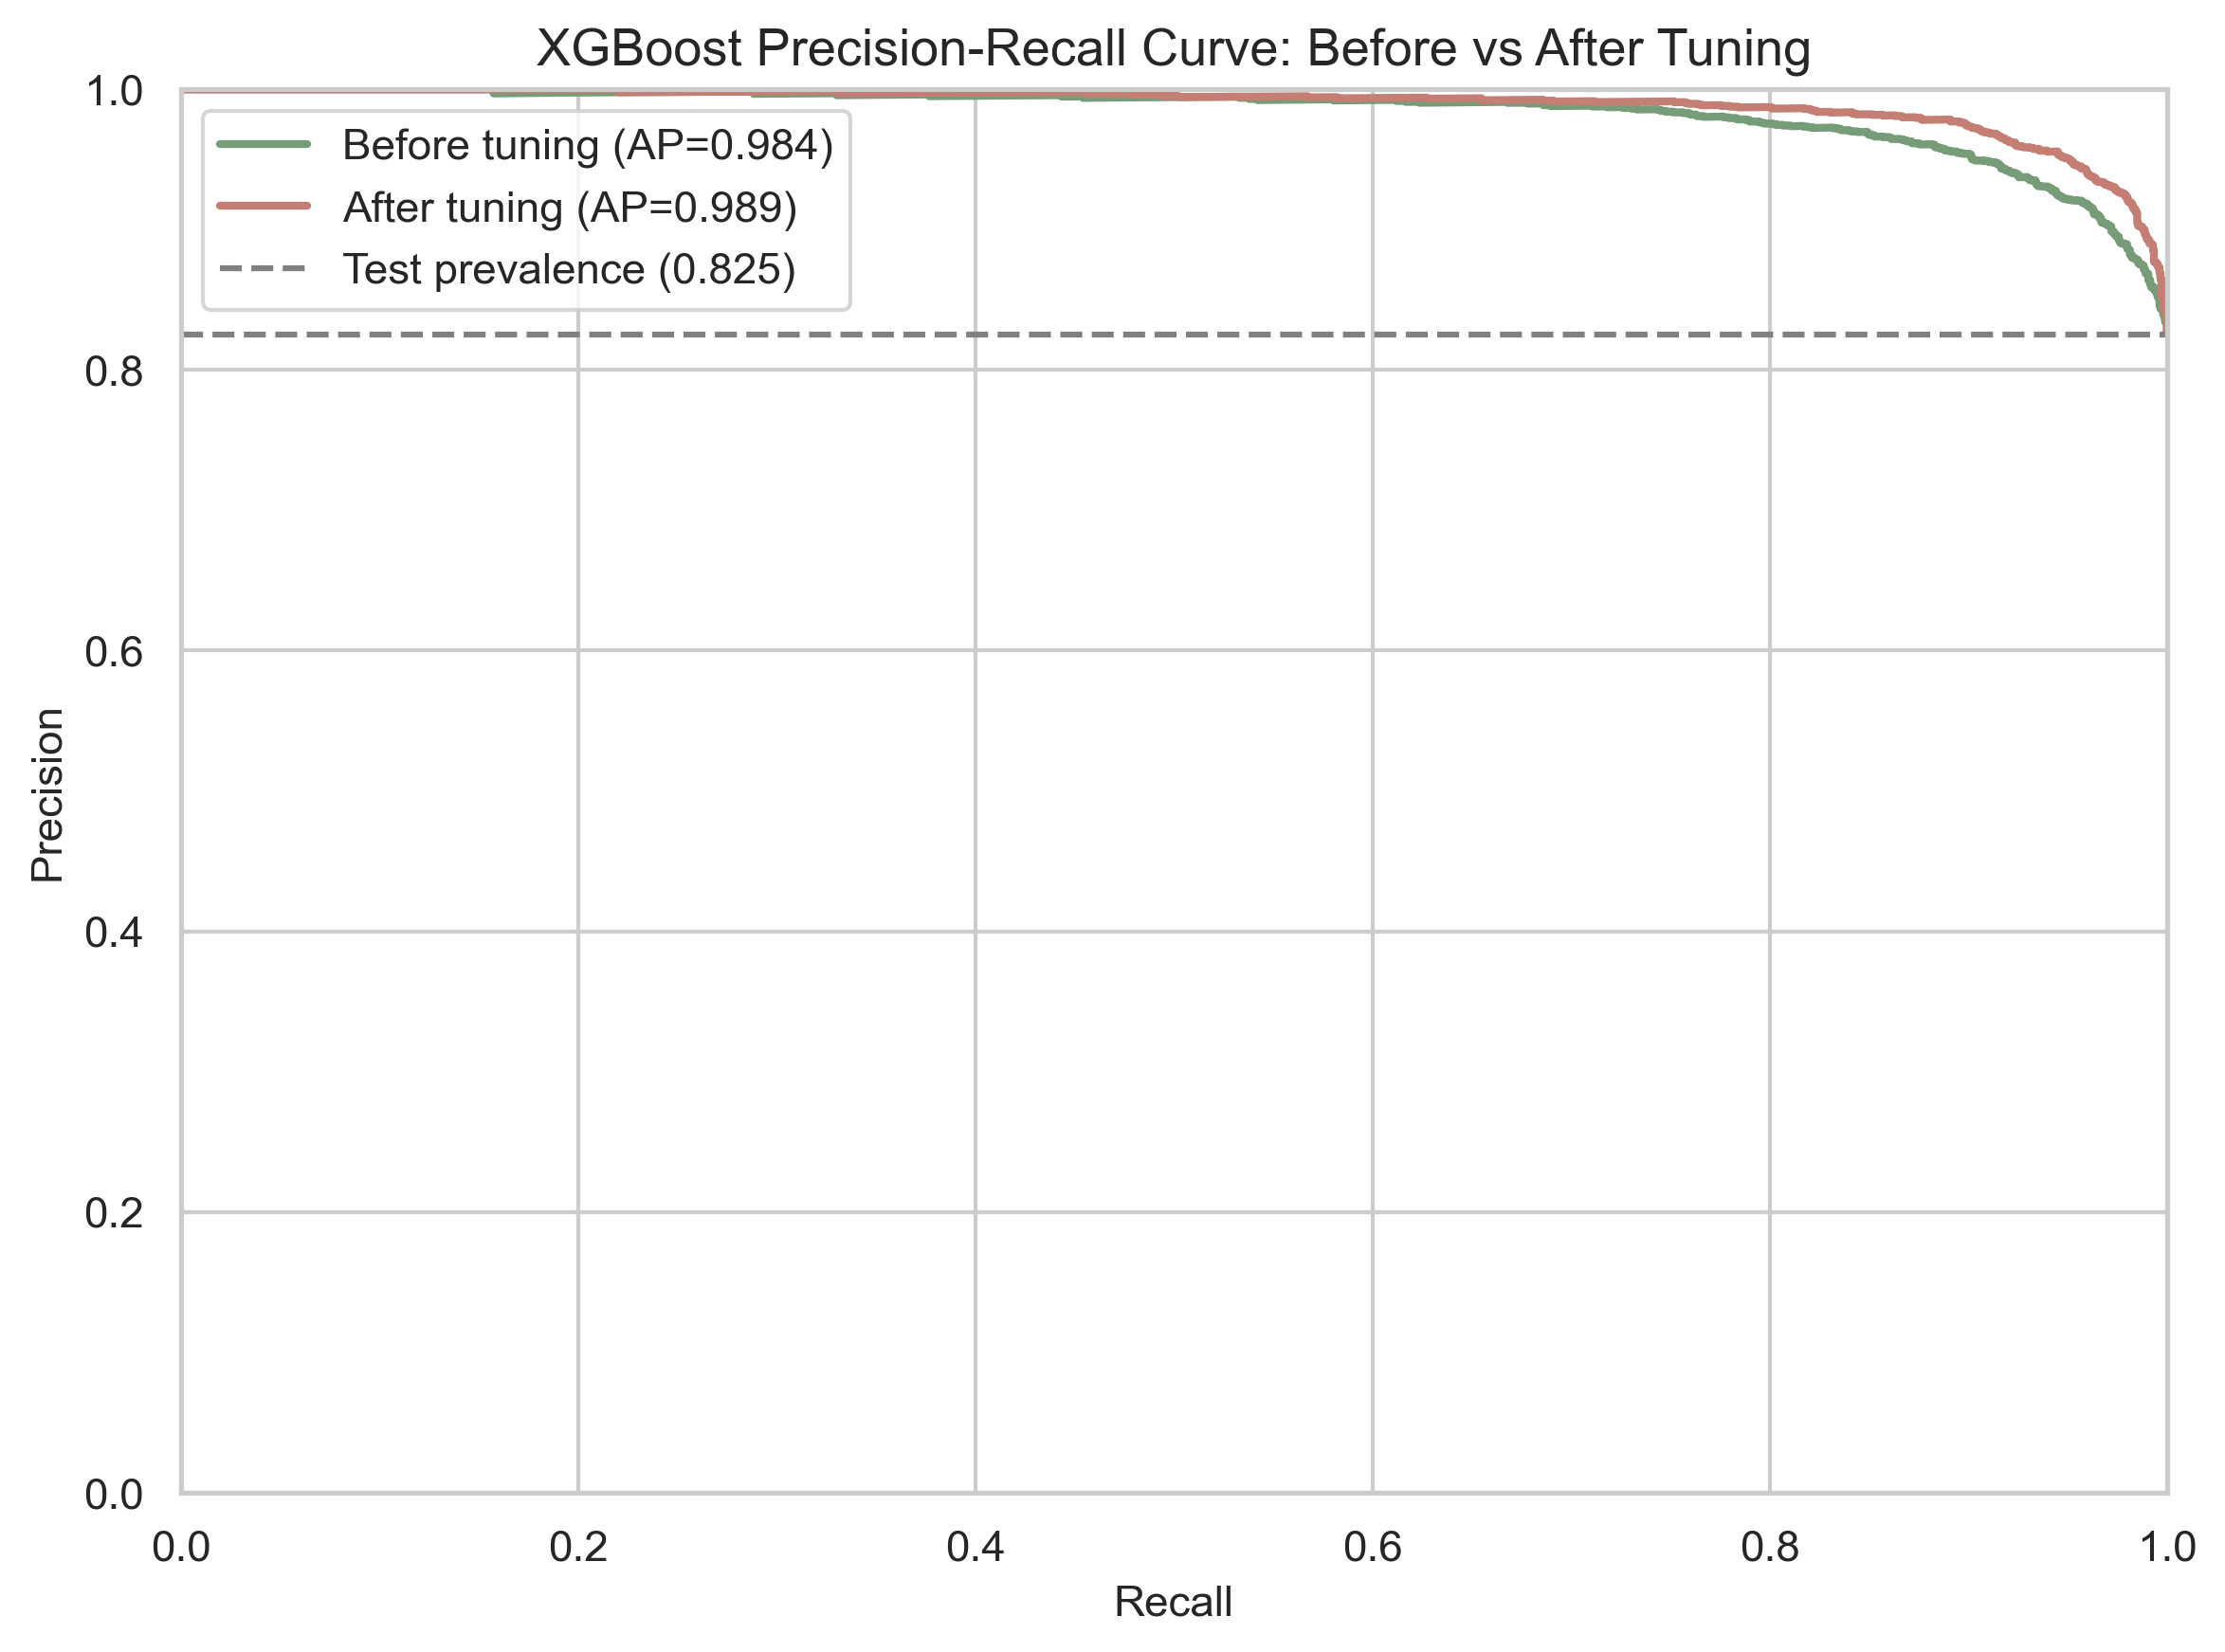 XGBoost Precision-Recall Curve: Before vs After Tuning
1.0
Before tuning (AP=0.984)
After tuning (AP=0.989)
Test prevalence (0.825)
0.8
0.6
Precision
0.4
0.2
0.0
0.0 0.2 0.4 0.6 0.8 1.0
Recall